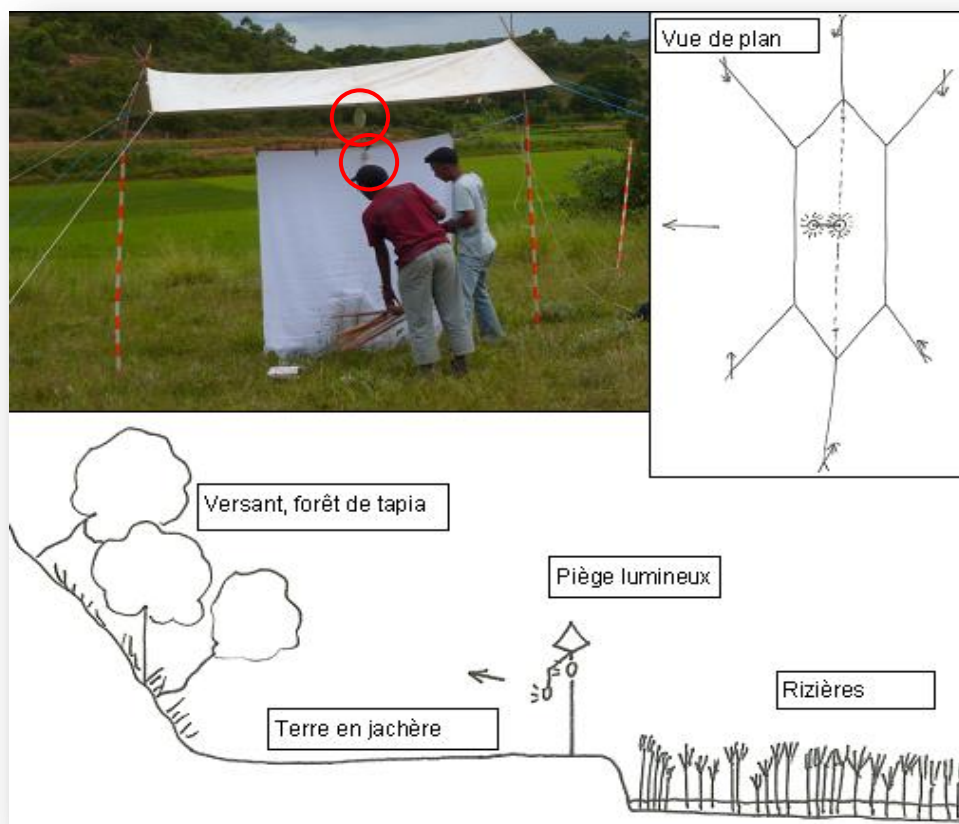 Vue de plan
Versant, forêt de tapia
Piège lumineux
Rizières
Terre en jachère